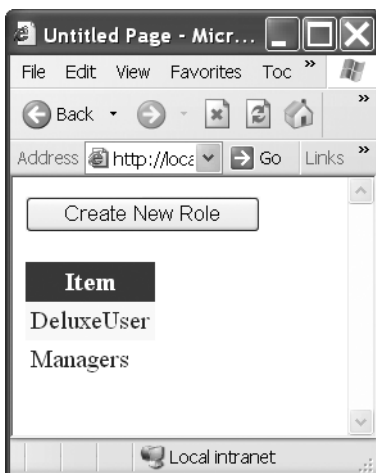 Untitled Page - Micr...
File Edit View Favorites Toc »
Back »
Address http://loca Go Links »
Create New Role
Item
DeluxeUser
Managers
Local intranet